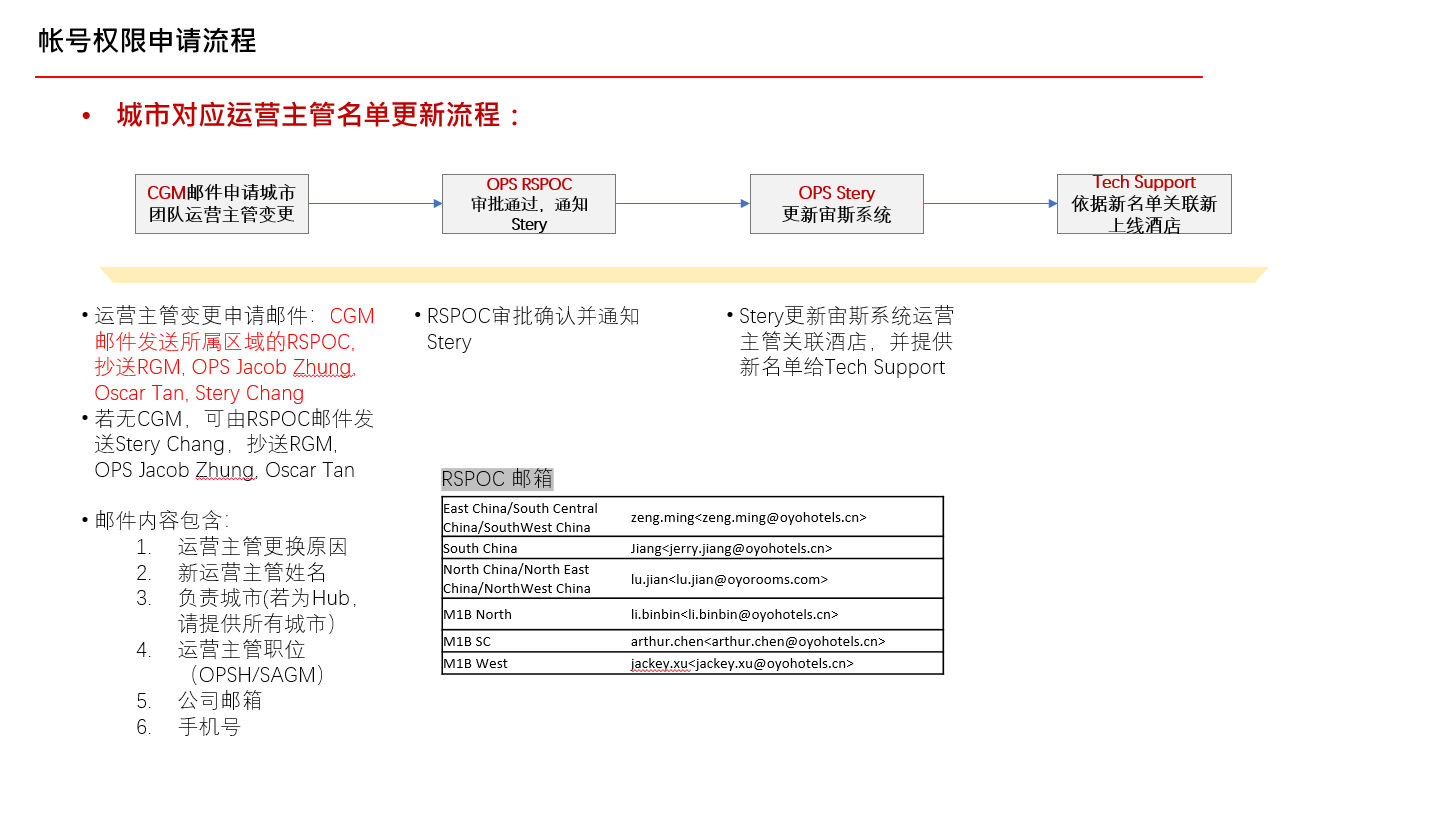 帐号权限申请流程
• 城市对应运营主管名单更新流程：
CGM邮件申请城市
团队运营主管变更
OPS RSPOC
审批通过，通知
Stery
OPS Stery
更新宙斯系统
Tech Support
依据新名单关联新
上线酒店
• 运营主管变更申请邮件：CGM
邮件发送所属区域的RSPOC,
抄送RGM, OPS Jacob Zhung,
Oscar Tan, Stery Chang
• 若无CGM，可由RSPOC邮件发
送Stery Chang，抄送RGM,
OPS Jacob Zhung, Oscar Tan
• 邮件内容包含：
1. 运营主管更换原因
2. 新运营主管姓名
3. 负责城市(若为Hub，
请提供所有城市）
4. 运营主管职位
（OPSH/SAGM）
5. 公司邮箱
6. 手机号
• RSPOC审批确认并通知
Stery
• Stery更新宙斯系统运营
主管关联酒店，并提供
新名单给Tech Support
RSPOC 邮箱
East China/South Central
China/SouthWest China
zeng.ming<zeng.ming@oyohotels.cn>
South China
Jiang<jerry.jiang@oyohotels.cn>
North China/North East
China/NorthWest China
lu.jian<lu.jian@oyorooms.com>
M1B North
li.binbin<li.binbin@oyohotels.cn>
M1B SC
arthur.chen<arthur.chen@oyohotels.cn>
M1B West
jackey.xu<jackey.xu@oyohotels.cn>